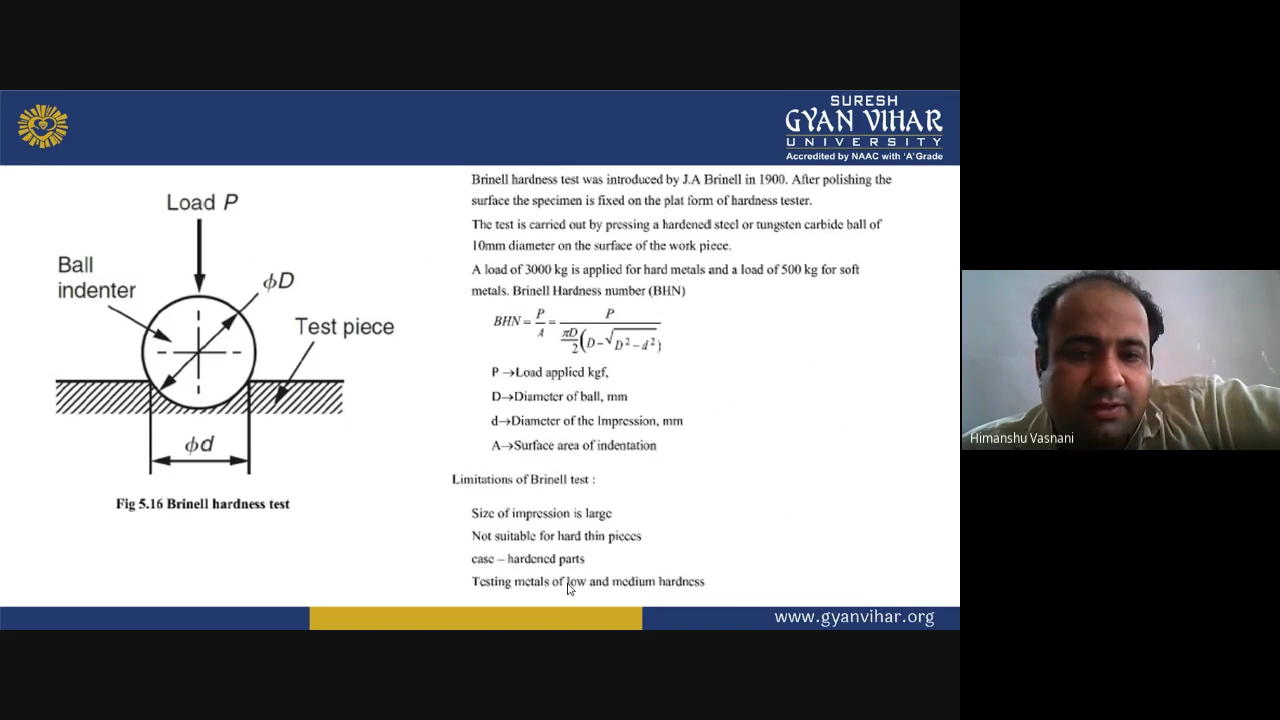 SURESH
GYAN VIHAR
UNIVERSITY
Accredited by NAAC with 'A' Grade
Load P
Ball
indenter
ϕD
Test piece
ϕd
Fig 5.16 Brinell hardness test
Brinell hardness test was introduced by J.A Brinell in 1900. After polishing the
surface the specimen is fixed on the plat form of hardness tester.
The test is carried out by pressing a hardened steel or tungsten carbide ball of
10mm diameter on the surface of the work piece.
A load of 3000 kg is applied for hard metals and a load of 500 kg for soft
metals. Brinell Hardness number (BHN)
BHN = P/A = P / (πD/2 (D - √(D² - d²)))
P →Load applied kgf,
D→Diameter of ball, mm
d→Diameter of the Impression, mm
A→Surface area of indentation
Limitations of Brinell test :
Size of impression is large
Not suitable for hard thin pieces
case – hardened parts
Testing metals of low and medium hardness
www.gyanvihar.org
Himanshu Vasnani